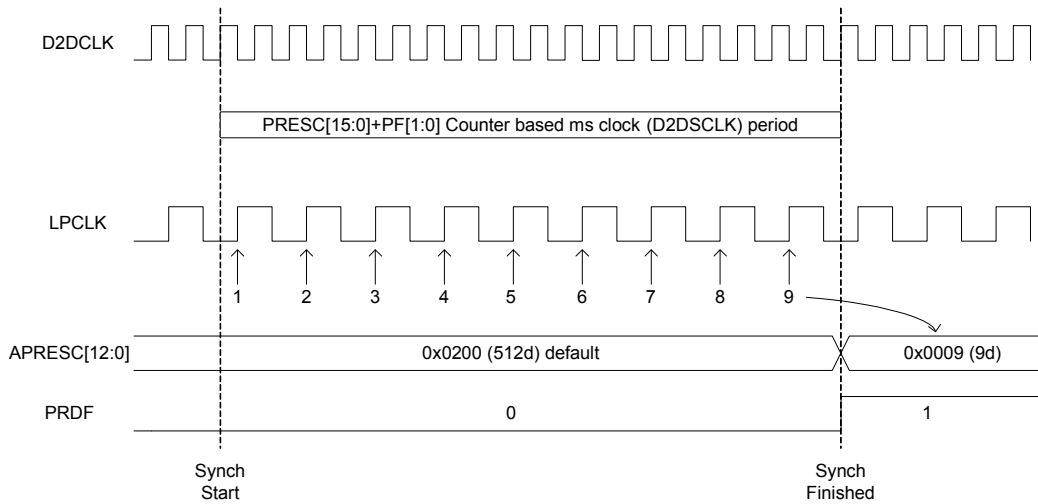 D2DCLK
PRESC[15:0]+PF[1:0] Counter based ms clock (D2DSCLK) period
LPCLK
1 2 3 4 5 6 7 8 9
APRESC[12:0] 0x0200 (512d) default 0x0009 (9d)
PRDF 0 1
Synch Start
Synch Finished